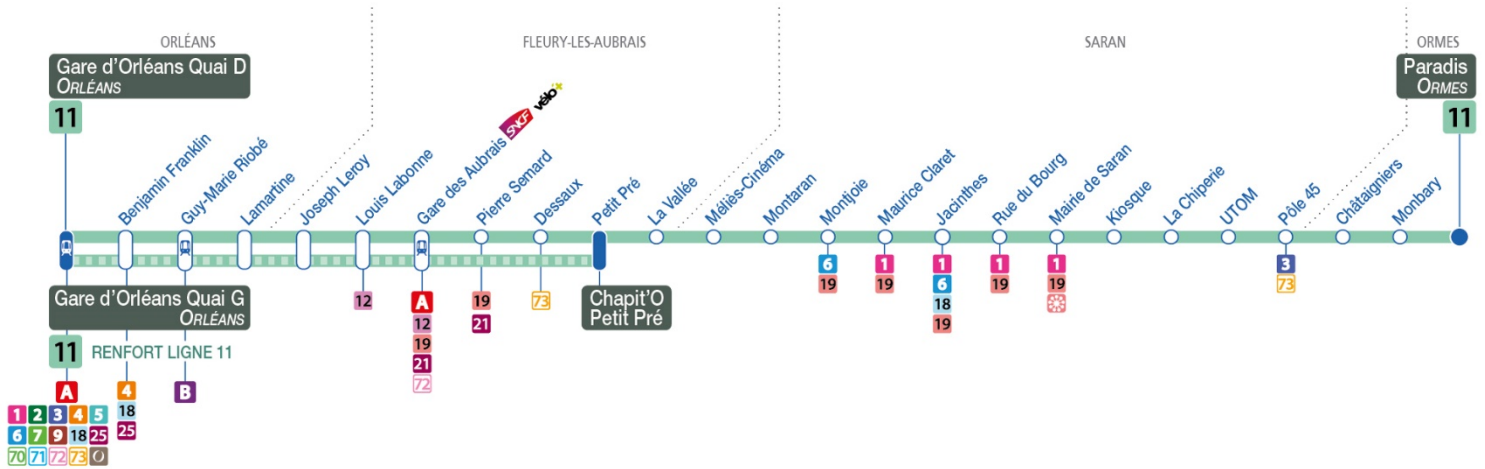 ORLÉANS
FLEURY-LES-AUBRAIS
SARAN
ORMES
Gare d'Orléans Quai D
ORLÉANS
11
Paradis
ORMES
11
Benjamin Franklin
Guy-Marie Riobé
Lamartine
Joseph Leroy
Louis Labonne
Gare des Aubrais
SNCF
vélo+
Pierre Semard
Dessaux
Petit Pré
La Vallée
Méliès-Cinéma
Montaran
Montjoie
Maurice Claret
Jacinthes
Rue du Bourg
Mairie de Saran
Kiosque
La Chiperie
UTOM
Pôle 45
Châtaigniers
Monbary
Gare d'Orléans Quai G
ORLÉANS
11 RENFORT LIGNE 11
A
1 2 3 4 5
6 7 9 18 25
70 71 72 73 O
4
18
25
B
12
A
12
19
21
72
19
21
73
Chapit'O
Petit Pré
6
19
1
19
1
6
18
19
1
19
1
19
3
73